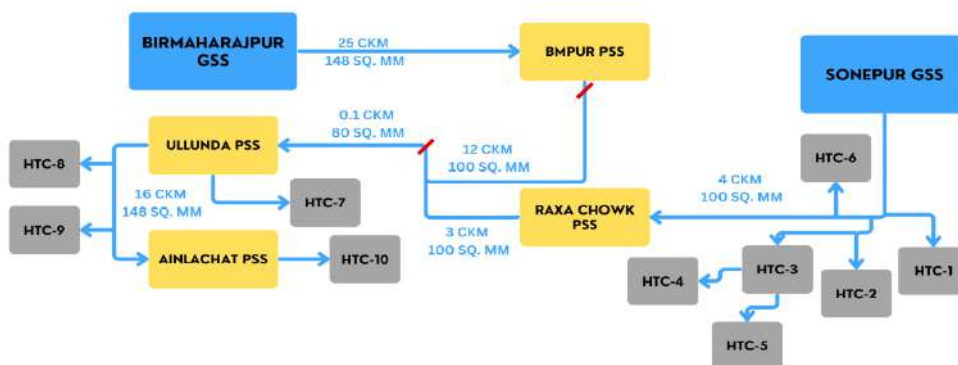 BIRMAHARAJPUR
GSS
25 CKM
148 SQ. MM
BMPUR PSS
SONEPUR GSS
0.1 CKM
80 SQ. MM
ULLUNDA PSS
HTC-8
12 CKM
100 SQ. MM
HTC-6
16 CKM
148 SQ. MM
HTC-7
4 CKM
100 SQ. MM
RAXA CHOWK
PSS
3 CKM
100 SQ. MM
HTC-9
AINLACHAT PSS
HTC-10
HTC-4
HTC-3
HTC-2
HTC-1
HTC-5